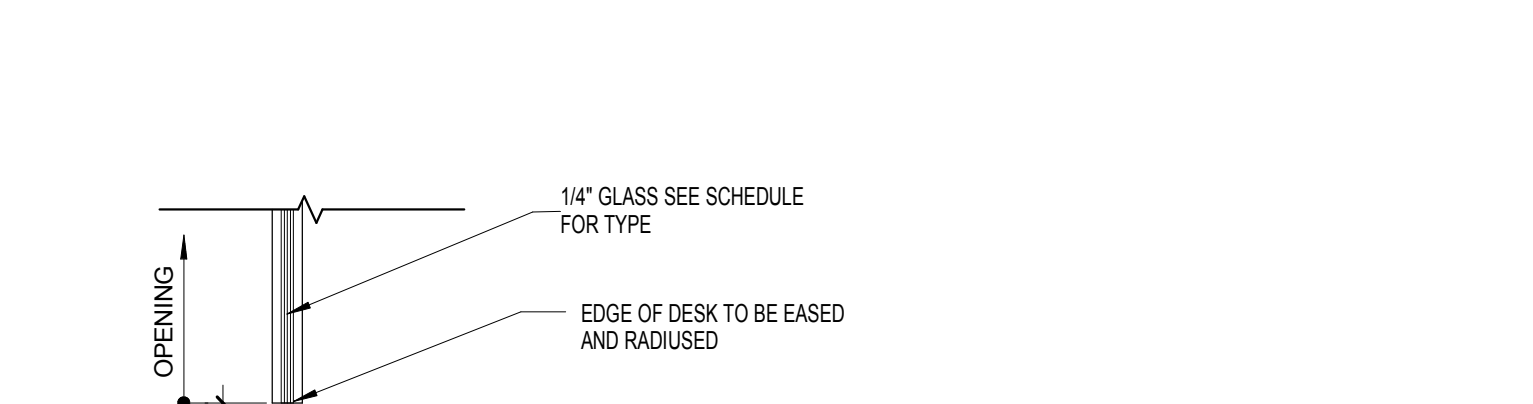 1/4" GLASS SEE SCHEDULE
FOR TYPE
OPENING
EDGE OF DESK TO BE EASED
AND RADIUSED